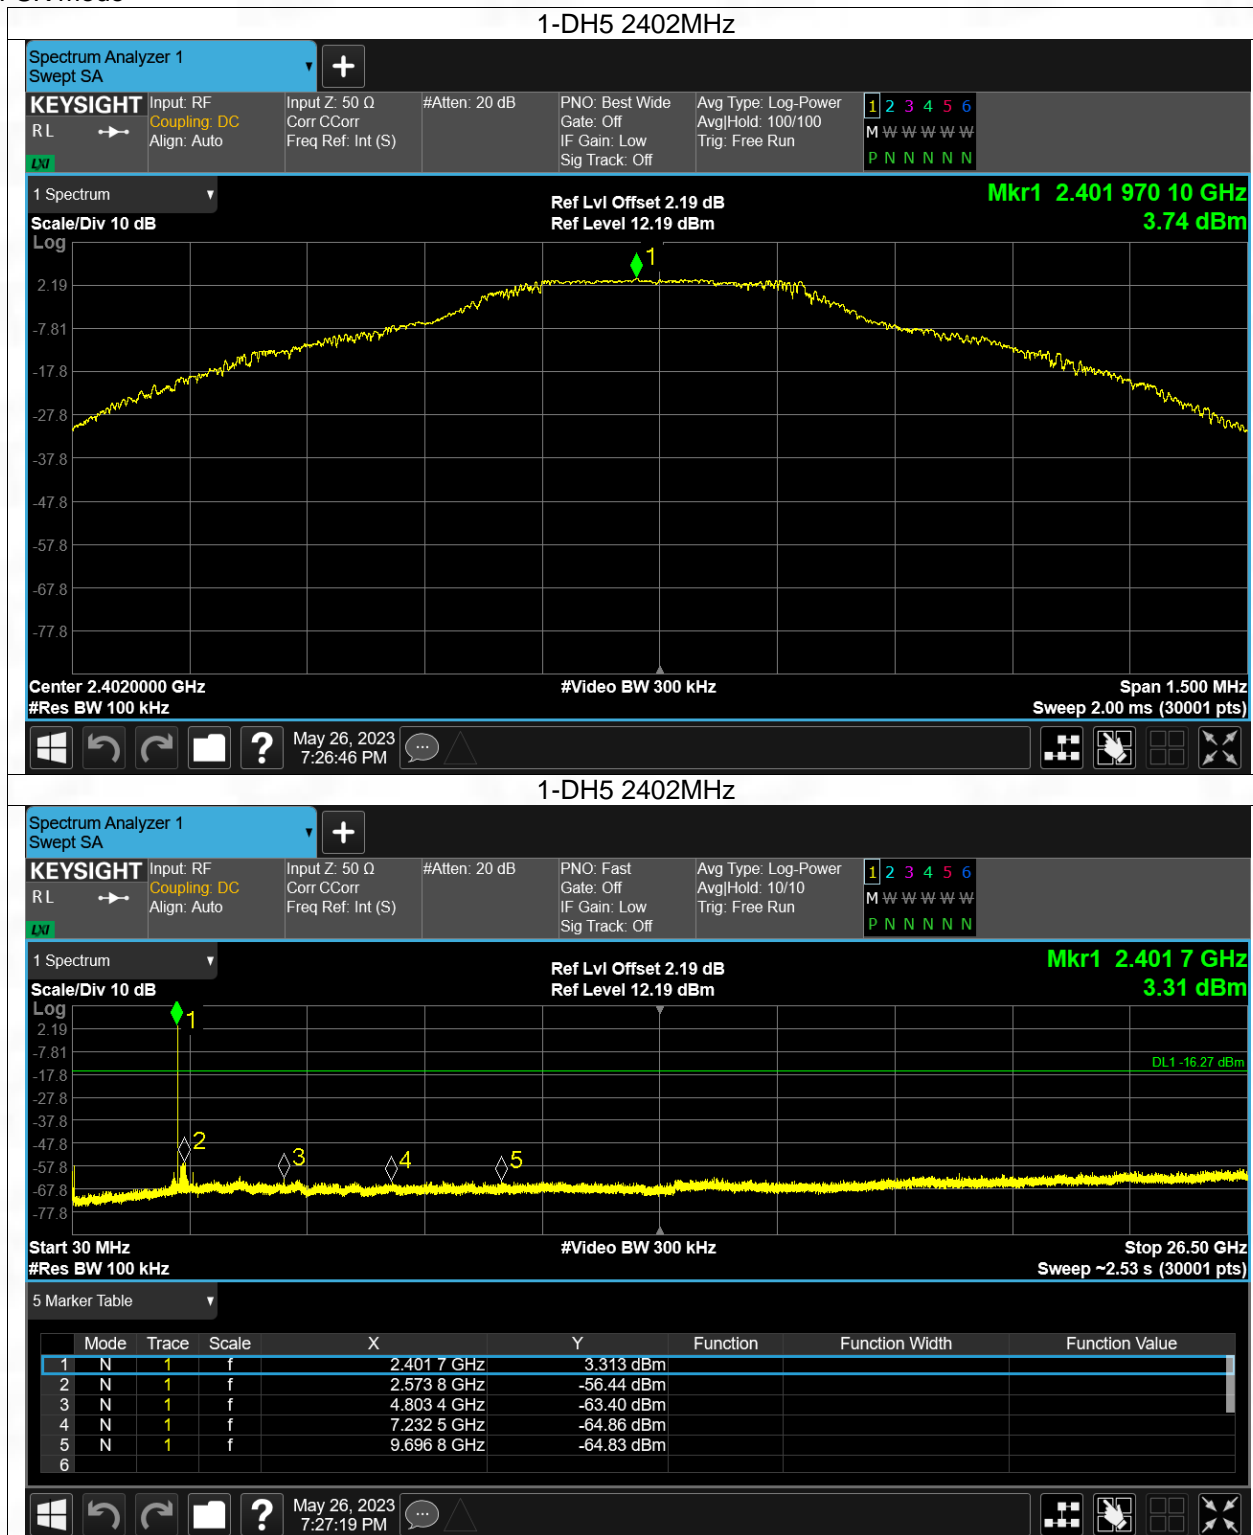 1-DH5 2402MHz
Spectrum Analyzer 1
Swept SA
KEYSIGHT Input: RF Input Z: 50 Ω #Atten: 20 dB PNO: Best Wide Avg Type: Log-Power 1 2 3 4 5 6
RL Coupling: DC Corr CCorr Gate: Off Avg|Hold: 100/100 M W W W W W
Align: Auto Freq Ref: Int (S) IF Gain: Low Trig: Free Run
LXI Sig Track: Off P N N N N N
1 Spectrum Ref Lvl Offset 2.19 dB Mkr1 2.401 970 10 GHz
Scale/Div 10 dB Ref Level 12.19 dBm 3.74 dBm
Log
1
2.19
-7.81
-17.8
-27.8
-37.8
-47.8
-57.8
-67.8
-77.8
Center 2.4020000 GHz #Video BW 300 kHz Span 1.500 MHz
#Res BW 100 kHz Sweep 2.00 ms (30001 pts)
? May 26, 2023
7:26:46 PM
1-DH5 2402MHz
Spectrum Analyzer 1
Swept SA
KEYSIGHT Input: RF Input Z: 50 Ω #Atten: 20 dB PNO: Fast Avg Type: Log-Power 1 2 3 4 5 6
RL Coupling: DC Corr CCorr Gate: Off Avg|Hold: 10/10 M W W W W W
Align: Auto Freq Ref: Int (S) IF Gain: Low Trig: Free Run
LXI Sig Track: Off P N N N N N
1 Spectrum Ref Lvl Offset 2.19 dB Mkr1 2.401 7 GHz
Scale/Div 10 dB Ref Level 12.19 dBm 3.31 dBm
Log
1
2.19
-7.81
DL1 -16.27 dBm
-17.8
-27.8
-37.8
-47.8
2 3 4 5
-57.8
-67.8
-77.8
Start 30 MHz #Video BW 300 kHz Stop 26.50 GHz
#Res BW 100 kHz Sweep ~2.53 s (30001 pts)
5 Marker Table
Mode Trace Scale X Y Function Function Width Function Value
1 N 1 f 2.401 7 GHz 3.313 dBm
2 N 1 f 2.573 8 GHz -56.44 dBm
3 N 1 f 4.803 4 GHz -63.40 dBm
4 N 1 f 7.232 5 GHz -64.86 dBm
5 N 1 f 9.696 8 GHz -64.83 dBm
6
? May 26, 2023
7:27:19 PM